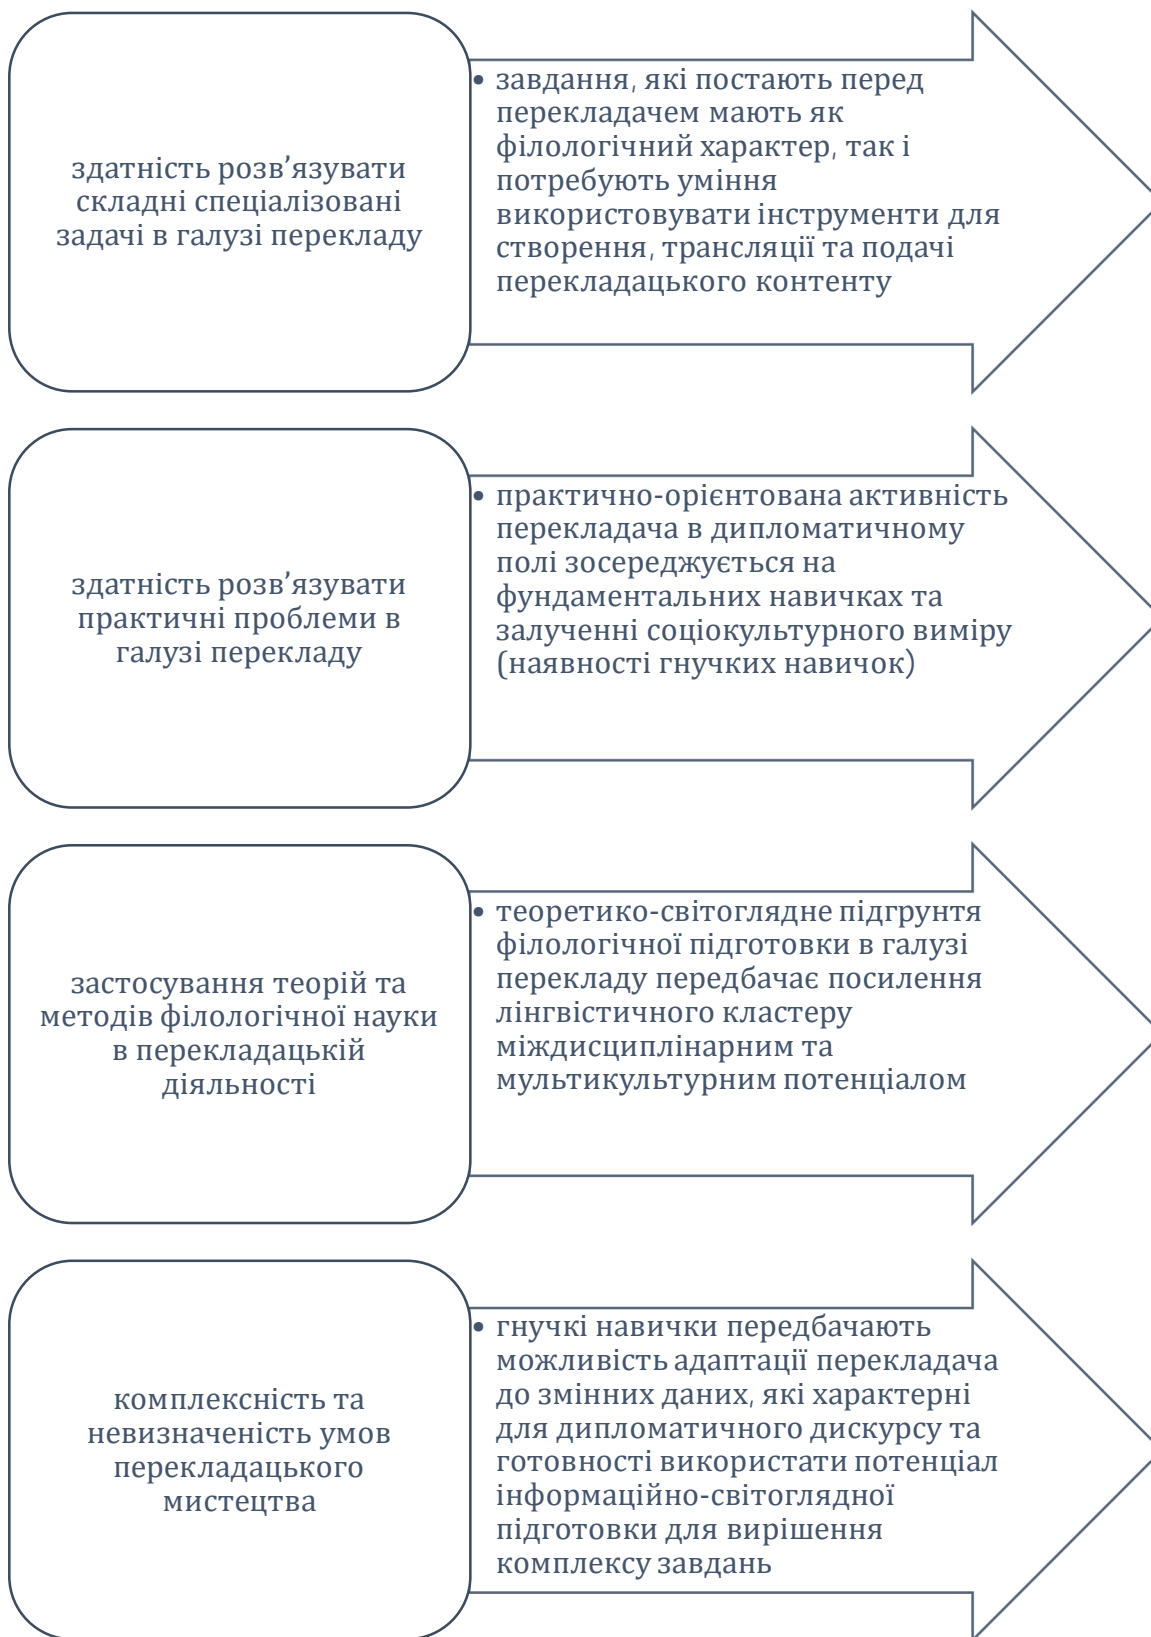 здатність розв’язувати
складні спеціалізовані
задачі в галузі перекладу
• завдання, які постають перед
перекладачем мають як
філологічний характер, так і
потребують уміння
використовувати інструменти для
створення, трансляції та подачі
перекладацького контенту
здатність розв’язувати
практичні проблеми в
галузі перекладу
• практично-орієнтована активність
перекладача в дипломатичному
полі зосереджується на
фундаментальних навичках та
залученні соціокультурного виміру
(наявності гнучких навичок)
застосування теорій та
методів філологічної науки
в перекладацькій
діяльності
• теоретико-світоглядне підгрунтя
філологічної підготовки в галузі
перекладу передбачає посилення
лінгвістичного кластеру
міждисциплінарним та
мультикультурним потенціалом
комплексність та
невизначеність умов
перекладацького
мистецтва
• гнучкі навички передбачають
можливість адаптації перекладача
до змінних даних, які характерні
для дипломатичного дискурсу та
готовності використати потенціал
інформаційно-світоглядної
підготовки для вирішення
комплексу завдань